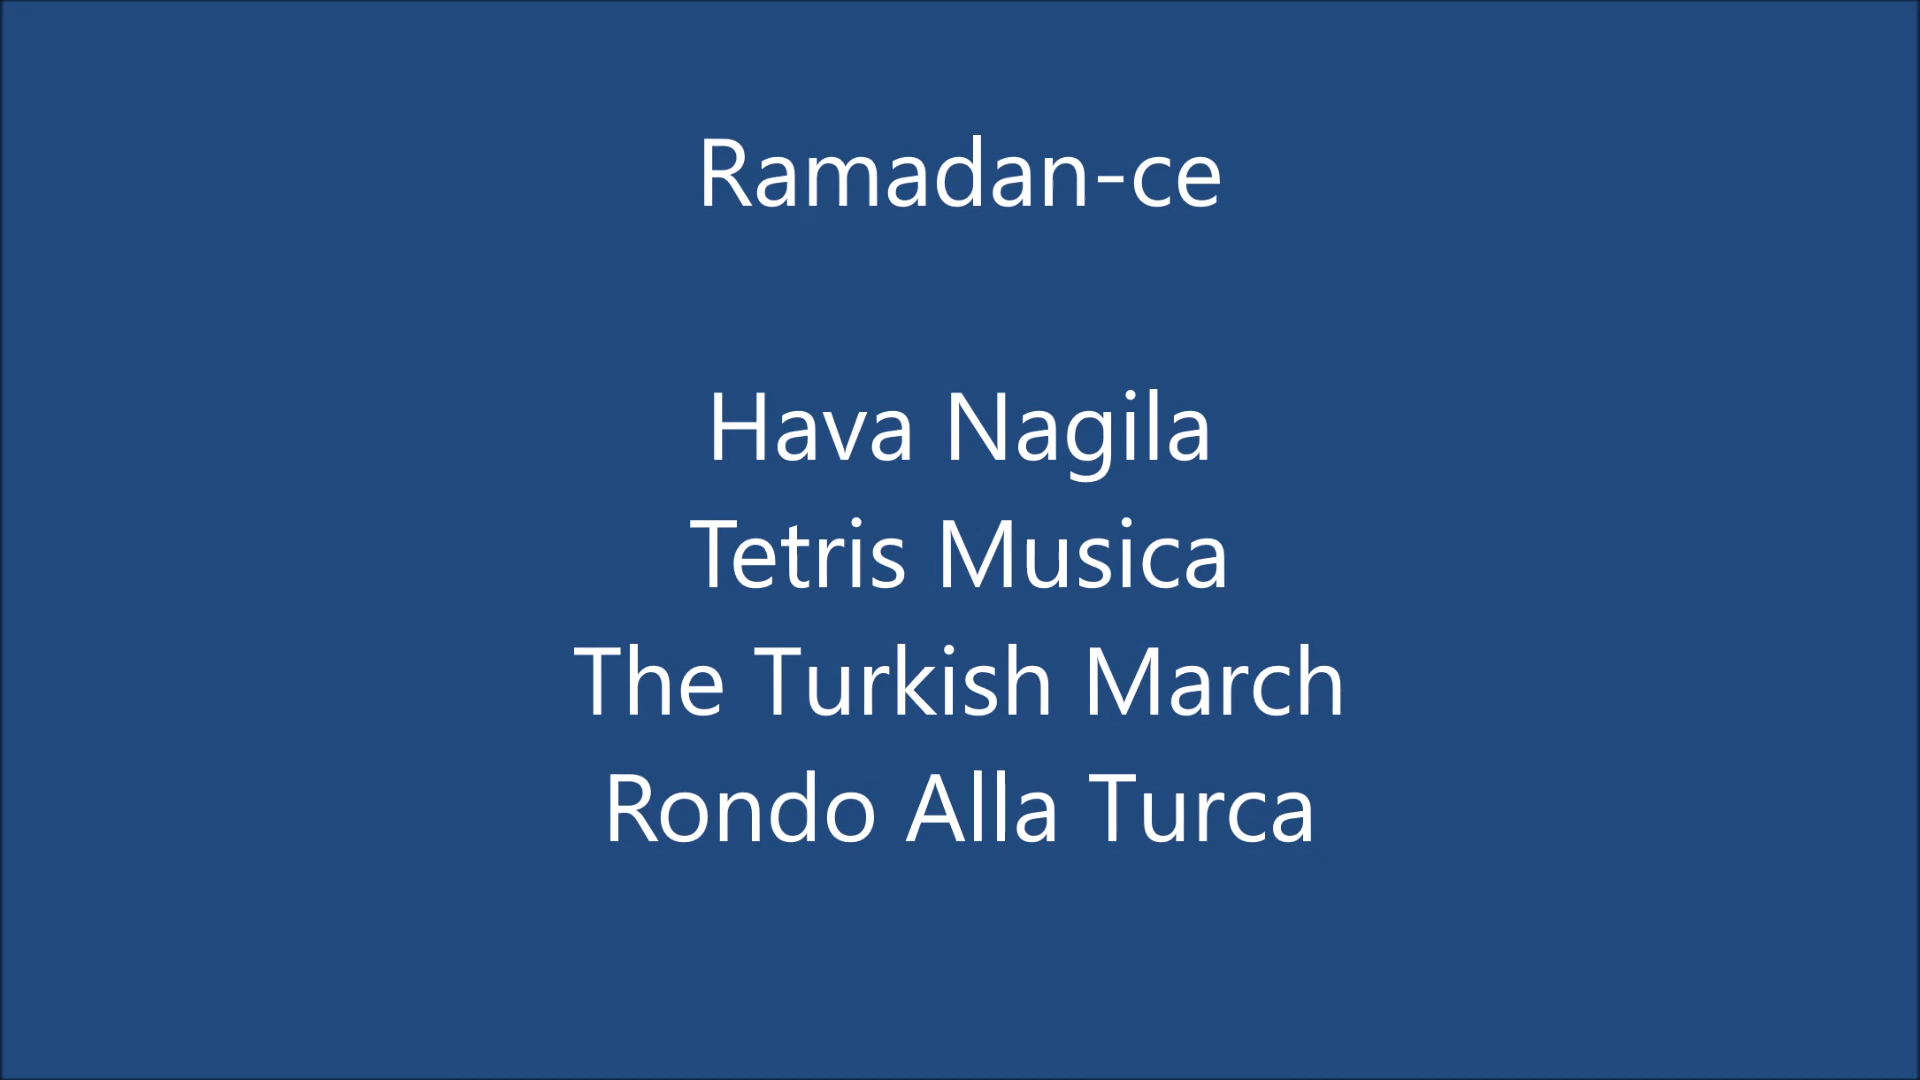 Ramadan-ce
Hava Nagila
Tetris Musica
The Turkish March
Rondo Alla Turca